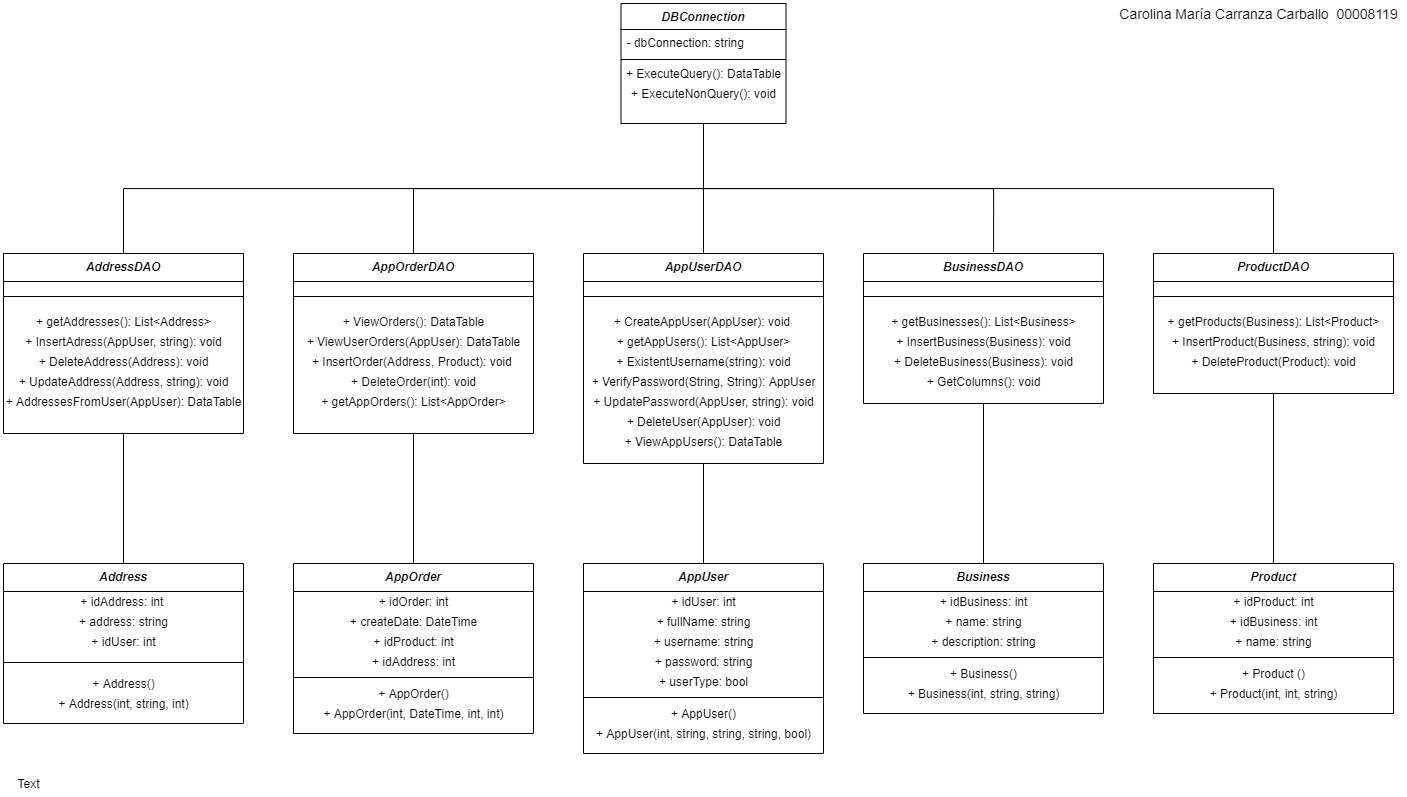 Carolina María Carranza Carballo  00008119
DBConnection
- dbConnection: string
+ ExecuteQuery(): DataTable
+ ExecuteNonQuery(): void
AddressDAO
+ getAddresses(): List<Address>
+ InsertAdress(AppUser, string): void
+ DeleteAddress(Address): void
+ UpdateAddress(Address, string): void
+ AddressesFromUser(AppUser): DataTable
AppOrderDAO
+ ViewOrders(): DataTable
+ ViewUserOrders(AppUser): DataTable
+ InsertOrder(Address, Product): void
+ DeleteOrder(int): void
+ getAppOrders(): List<AppOrder>
AppUserDAO
+ CreateAppUser(AppUser): void
+ getAppUsers(): List<AppUser>
+ ExistentUsername(string): void
+ VerifyPassword(String, String): AppUser
+ UpdatePassword(AppUser, string): void
+ DeleteUser(AppUser): void
+ ViewAppUsers(): DataTable
BusinessDAO
+ getBusinesses(): List<Business>
+ InsertBusiness(Business): void
+ DeleteBusiness(Business): void
+ GetColumns(): void
ProductDAO
+ getProducts(Business): List<Product>
+ InsertProduct(Business, string): void
+ DeleteProduct(Product): void
Address
+ idAddress: int
+ address: string
+ idUser: int
+ Address()
+ Address(int, string, int)
AppOrder
+ idOrder: int
+ createDate: DateTime
+ idProduct: int
+ idAddress: int
+ AppOrder()
+ AppOrder(int, DateTime, int, int)
AppUser
+ idUser: int
+ fullName: string
+ username: string
+ password: string
+ userType: bool
+ AppUser()
+ AppUser(int, string, string, string, bool)
Business
+ idBusiness: int
+ name: string
+ description: string
+ Business()
+ Business(int, string, string)
Product
+ idProduct: int
+ idBusiness: int
+ name: string
+ Product ()
+ Product(int, int, string)
Text